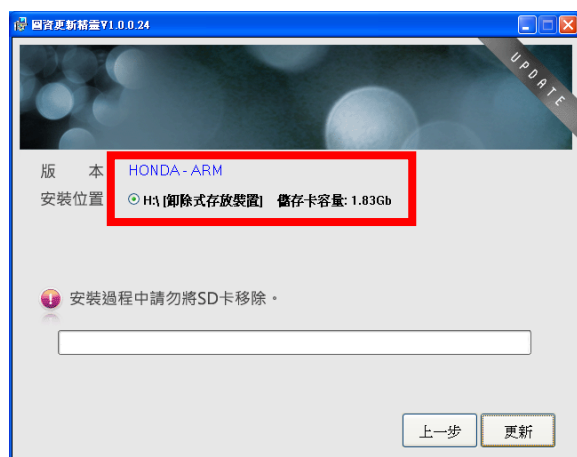 圖資更新精靈V1.0.0.24
UPDATE
版 本 HONDA - ARM
安裝位置 H:\ [卸除式存放裝置] 儲存卡容量: 1.83Gb
安裝過程中請勿將SD卡移除。
上一步 更新